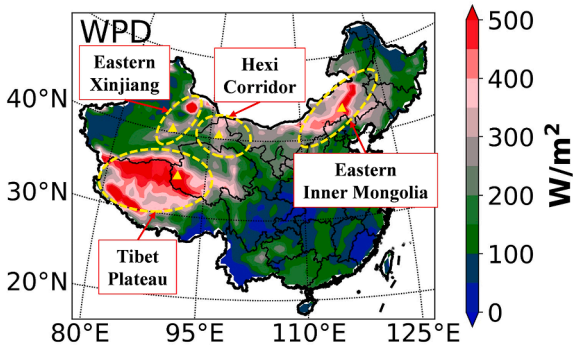 WPD
Eastern
Xinjiang
Hexi
Corridor
Eastern
Inner Mongolia
Tibet
Plateau
40°N
30°N
20°N
80°E
95°E
110°E
125°E
500
400
300
200
100
0
W/m²